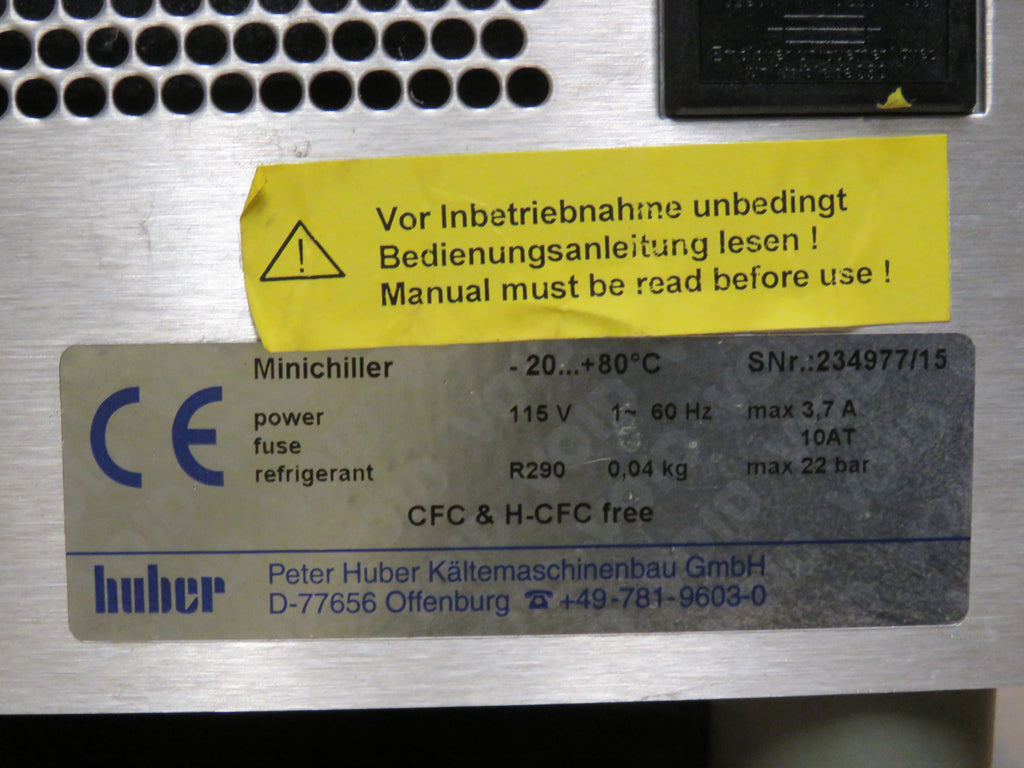 Vor Inbetriebnahme unbedingt
Bedienungsanleitung lesen !
Manual must be read before use !
Minichiller - 20...+80°C SNr.:234977/15
CE
power 115 V 1~ 60 Hz max 3,7 A
fuse 10AT
refrigerant R290 0,04 kg max 22 bar
CFC & H-CFC free
huber
Peter Huber Kältemaschinenbau GmbH
D-77656 Offenburg ☎ +49-781-9603-0